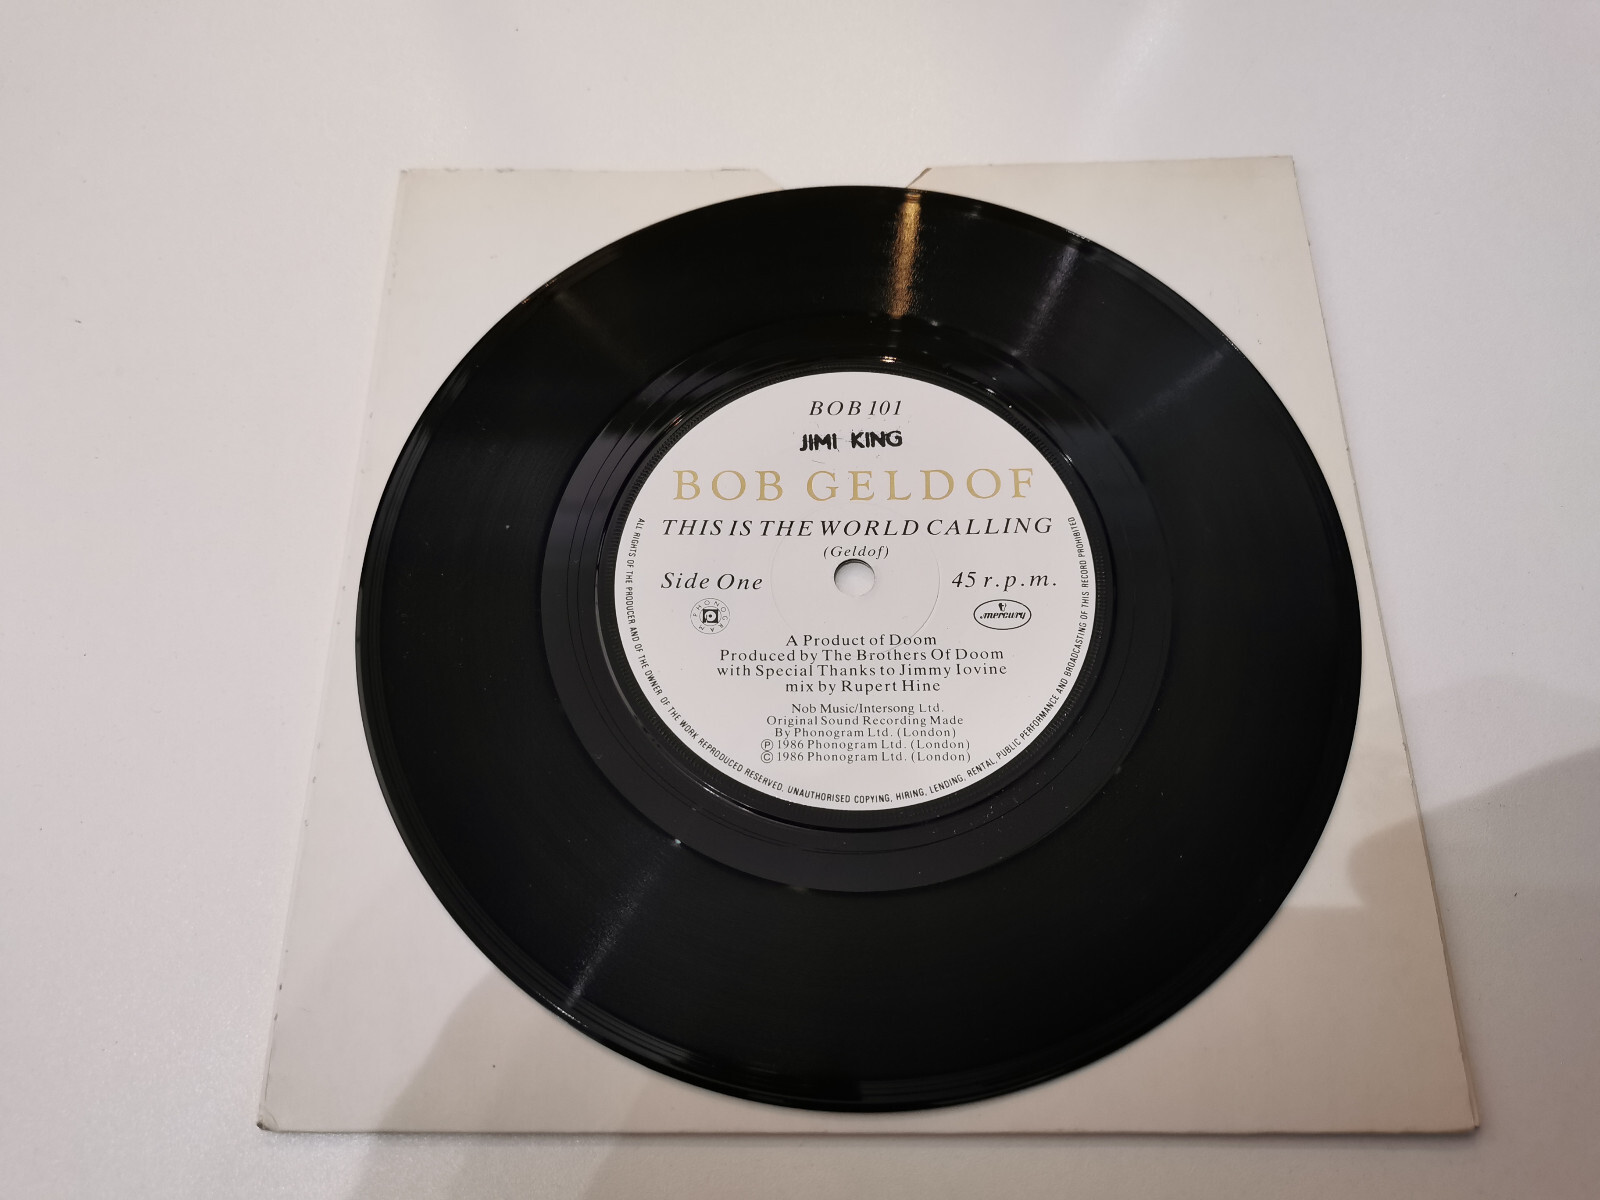 BOB 101
JIMI KING
BOB GELDOF
THIS IS THE WORLD CALLING
(Geldof)
Side One
45 r.p.m.
PHONOGRAM
mercury
A Product of Doom
Produced by The Brothers Of Doom
with Special Thanks to Jimmy Iovine
mix by Rupert Hine
Nob Music/Intersong Ltd.
Original Sound Recording Made
By Phonogram Ltd. (London)
Ⓟ 1986 Phonogram Ltd. (London)
© 1986 Phonogram Ltd. (London)
ALL RIGHTS OF THE PRODUCER AND OF THE OWNER OF THE WORK REPRODUCED RESERVED. UNAUTHORISED COPYING, HIRING, LENDING, RENTAL, PUBLIC PERFORMANCE AND BROADCASTING OF THIS RECORD PROHIBITED